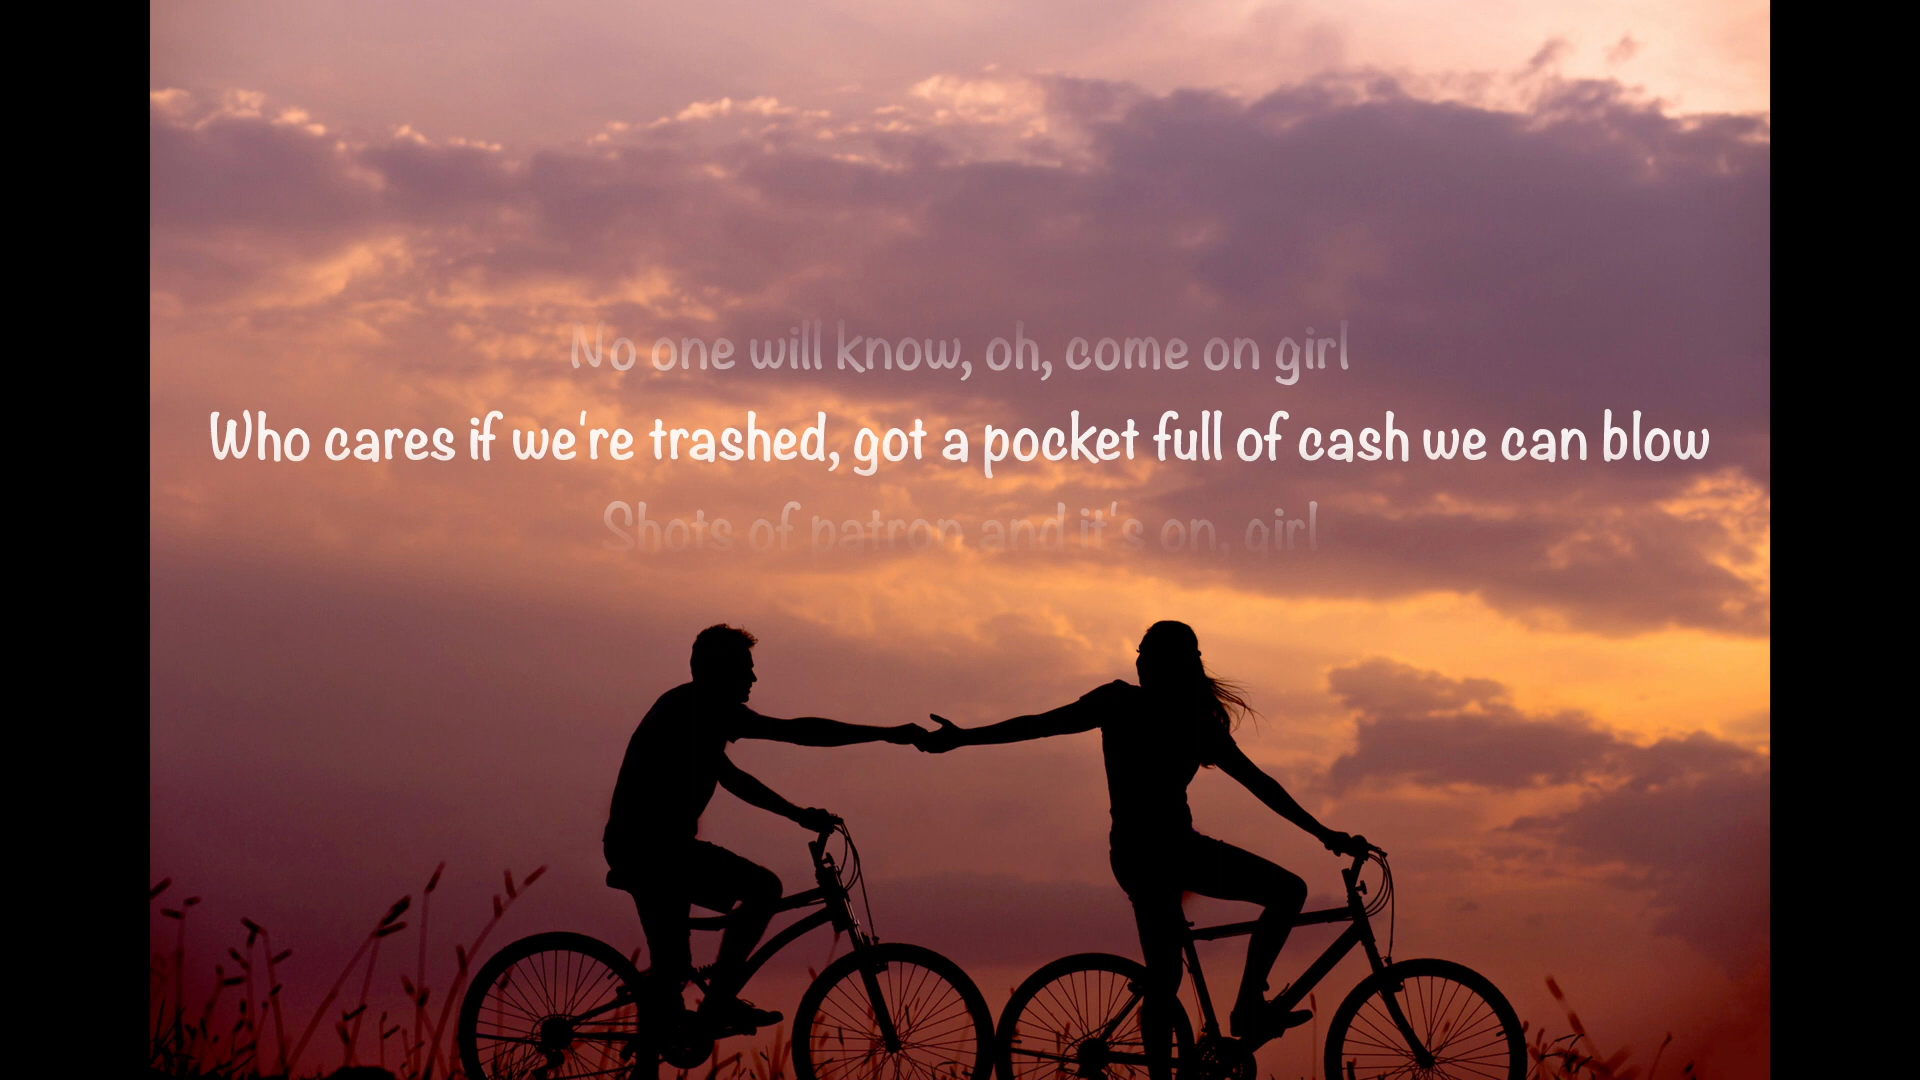 No one will know, oh, come on girl
Who cares if we're trashed, got a pocket full of cash we can blow
Shots of patron and it's on, girl